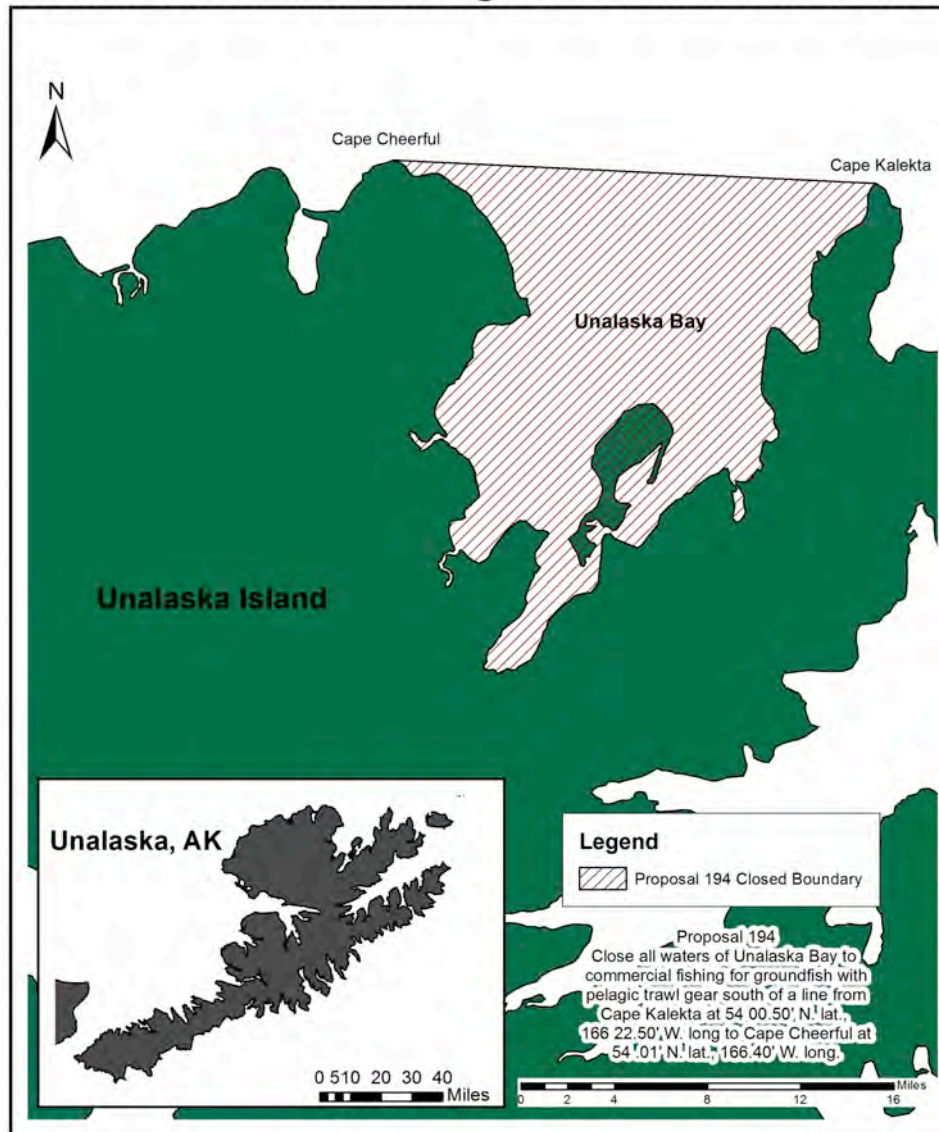 N
Cape Cheerful
Cape Kalekta
Unalaska Bay
Unalaska Island
Unalaska, AK
0 5 10 20 30 40
Miles
Legend
Proposal 194 Closed Boundary
Proposal 194
Close all waters of Unalaska Bay to
commercial fishing for groundfish with
pelagic trawl gear south of a line from
Cape Kalekta at 54 00.50' N. lat.,
166 22.50' W. long to Cape Cheerful at
54 .01' N. lat., 166.40' W. long.
Miles
0 2 4 8 12 16